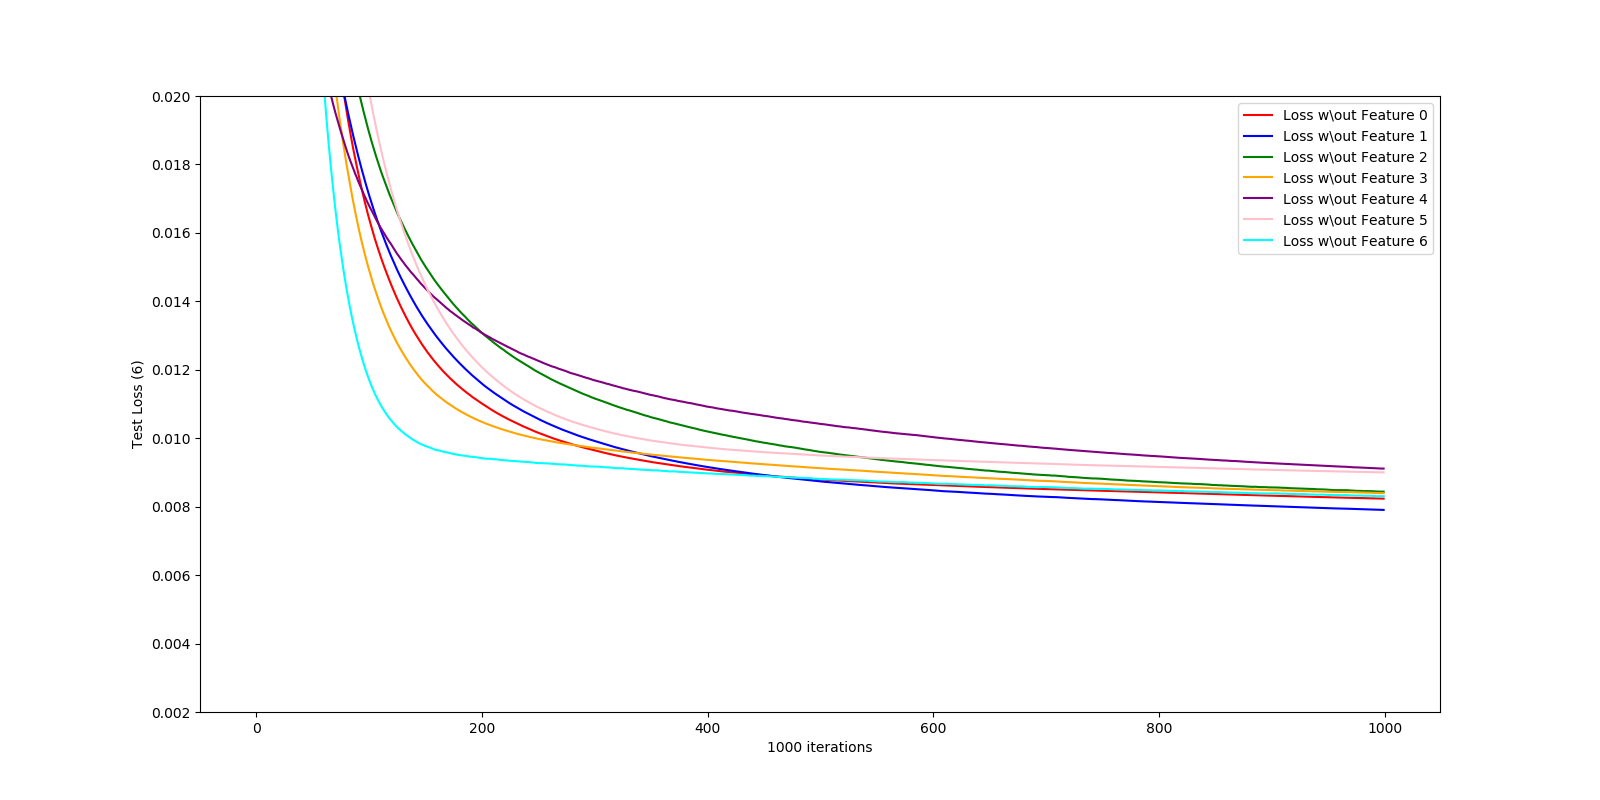 0.020
0.018
0.016
0.014
0.012
0.010
0.008
0.006
0.004
0.002
Test Loss (6)
0
200
400
600
800
1000
1000 iterations
Loss w\out Feature 0
Loss w\out Feature 1
Loss w\out Feature 2
Loss w\out Feature 3
Loss w\out Feature 4
Loss w\out Feature 5
Loss w\out Feature 6